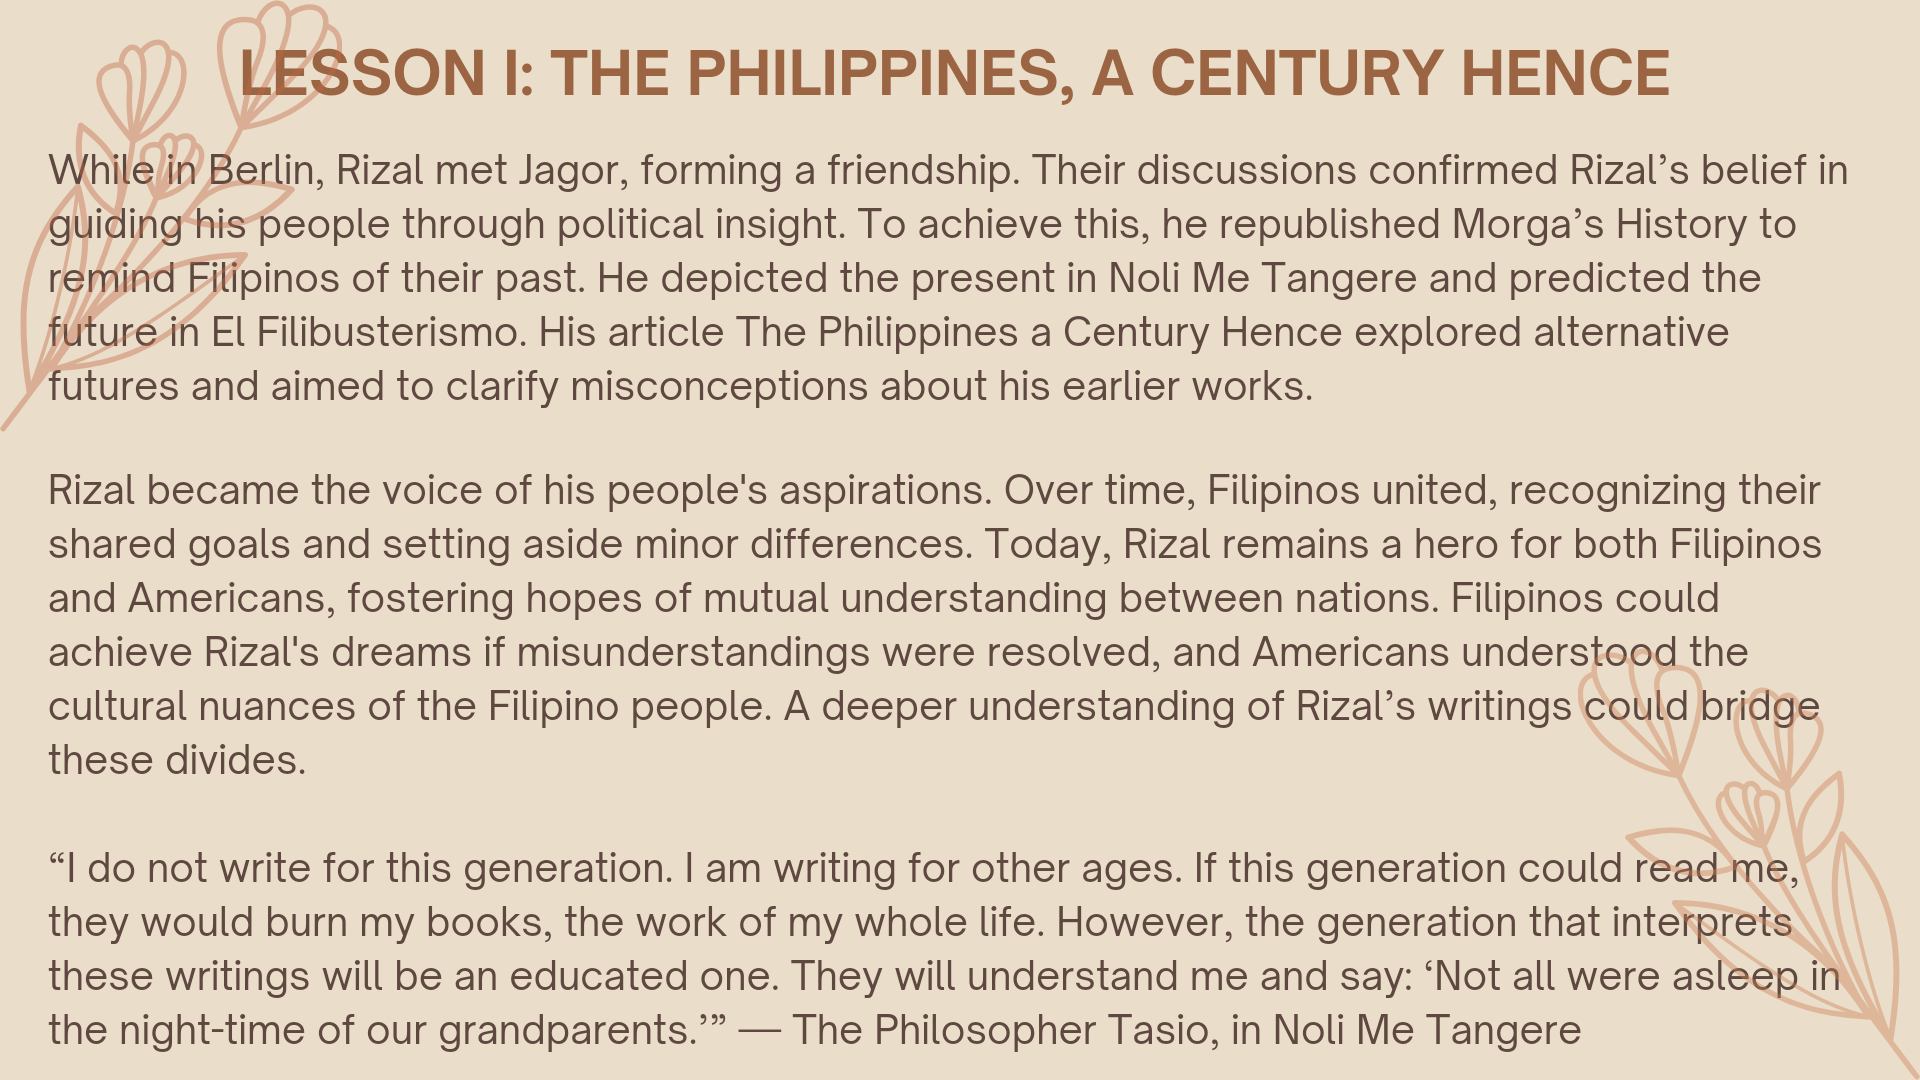 LESSON I: THE PHILIPPINES, A CENTURY HENCE
While in Berlin, Rizal met Jagor, forming a friendship. Their discussions confirmed Rizal’s belief in
guiding his people through political insight. To achieve this, he republished Morga’s History to
remind Filipinos of their past. He depicted the present in Noli Me Tangere and predicted the
future in El Filibusterismo. His article The Philippines a Century Hence explored alternative
futures and aimed to clarify misconceptions about his earlier works.
Rizal became the voice of his people's aspirations. Over time, Filipinos united, recognizing their
shared goals and setting aside minor differences. Today, Rizal remains a hero for both Filipinos
and Americans, fostering hopes of mutual understanding between nations. Filipinos could
achieve Rizal's dreams if misunderstandings were resolved, and Americans understood the
cultural nuances of the Filipino people. A deeper understanding of Rizal’s writings could bridge
these divides.
“I do not write for this generation. I am writing for other ages. If this generation could read me,
they would burn my books, the work of my whole life. However, the generation that interprets
these writings will be an educated one. They will understand me and say: ‘Not all were asleep in
the night-time of our grandparents.’” — The Philosopher Tasio, in Noli Me Tangere